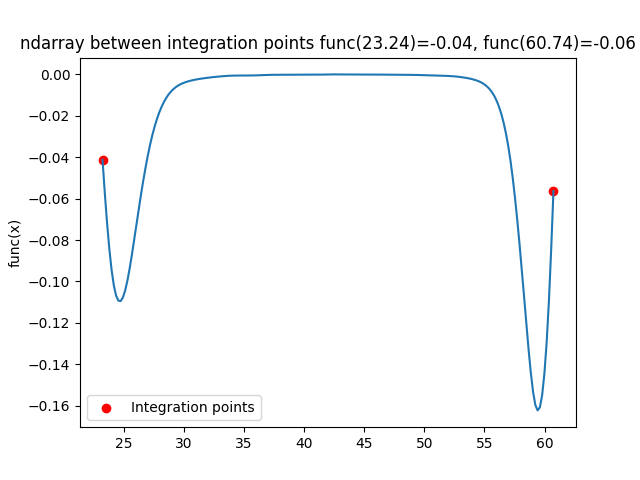 ndarray between integration points func(23.24)=-0.04, func(60.74)=-0.06
func(x)
0.00
−0.02
−0.04
−0.06
−0.08
−0.10
−0.12
−0.14
−0.16
Integration points
25 30 35 40 45 50 55 60